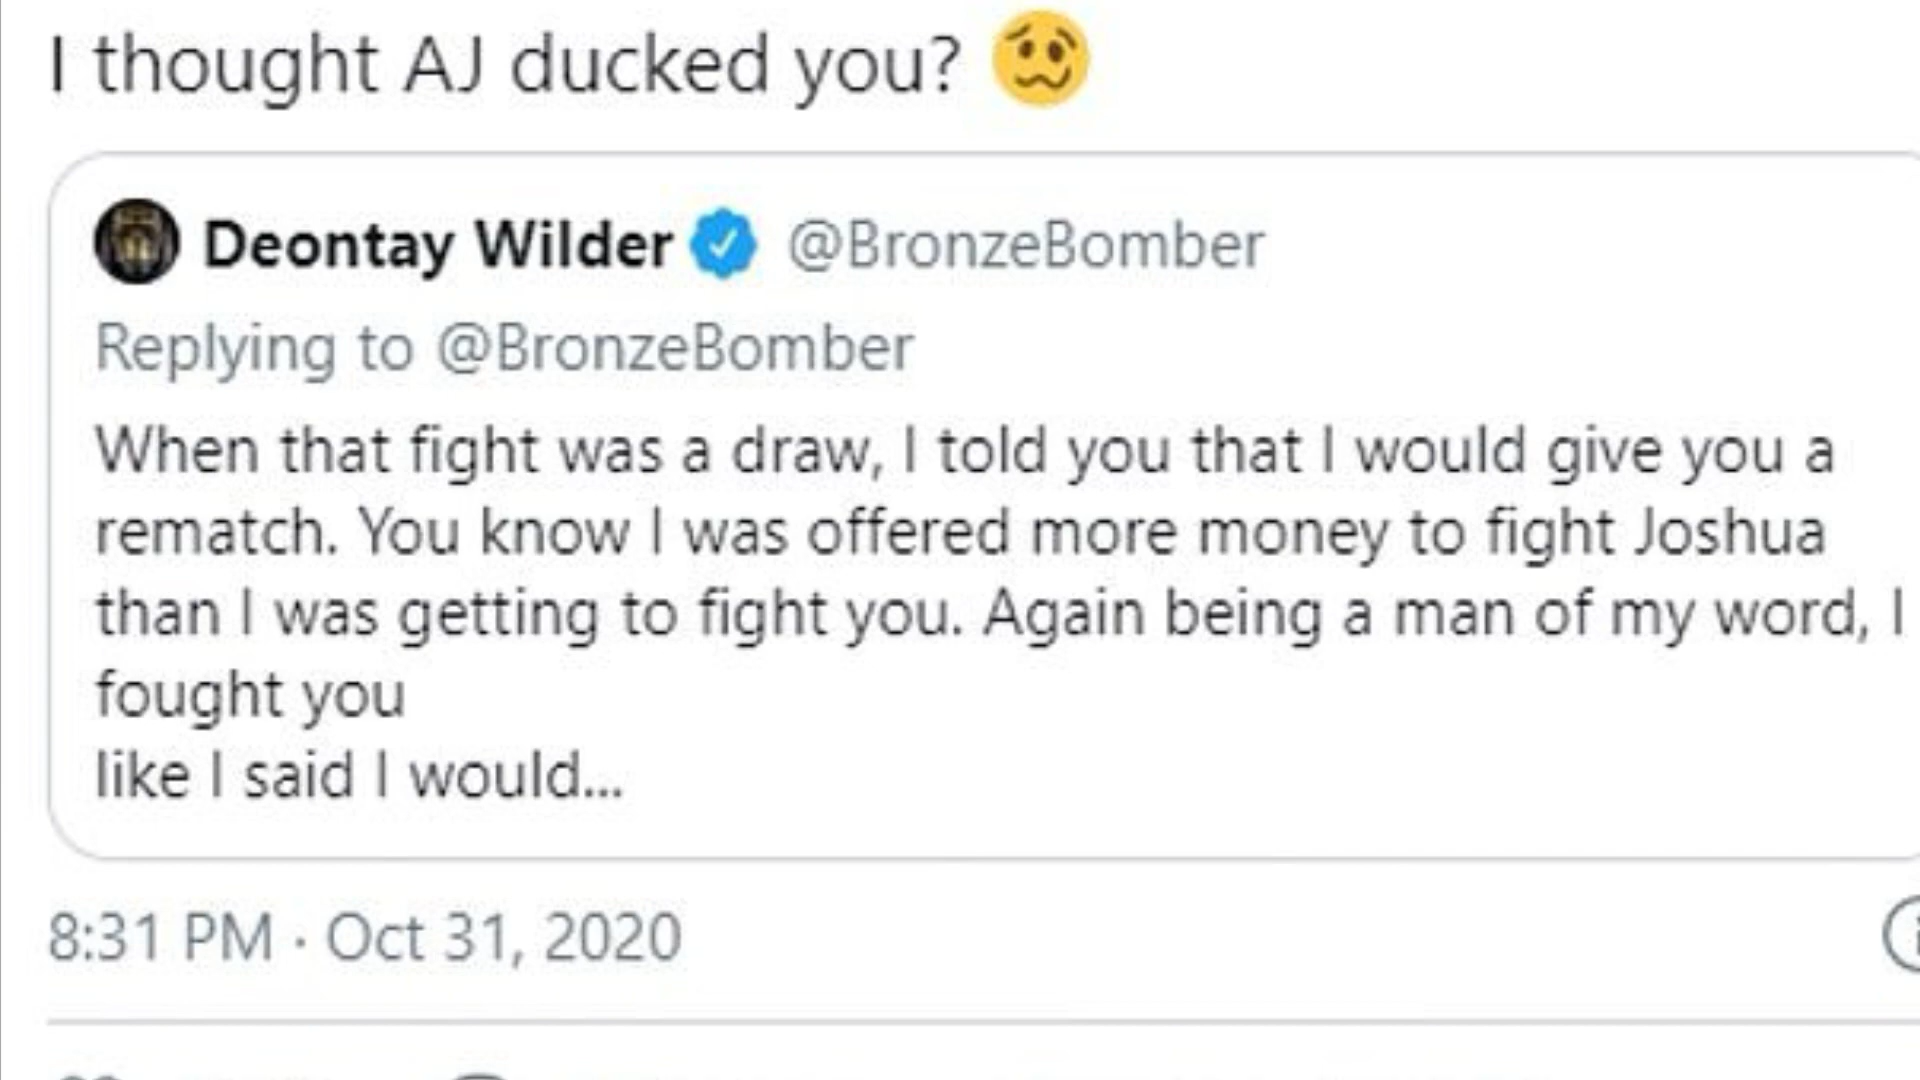 I thought AJ ducked you? 🥴
Deontay Wilder @BronzeBomber
Replying to @BronzeBomber
When that fight was a draw, I told you that I would give you a
rematch. You know I was offered more money to fight Joshua
than I was getting to fight you. Again being a man of my word, I
fought you
like I said I would...
8:31 PM · Oct 31, 2020